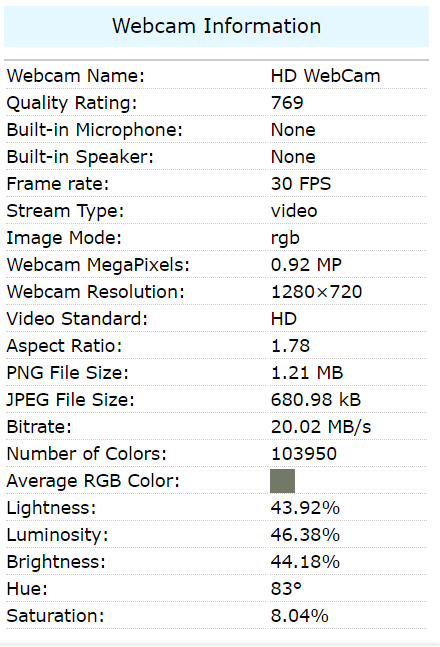 Webcam Information
Webcam Name: HD WebCam
Quality Rating: 769
Built-in Microphone: None
Built-in Speaker: None
Frame rate: 30 FPS
Stream Type: video
Image Mode: rgb
Webcam MegaPixels: 0.92 MP
Webcam Resolution: 1280×720
Video Standard: HD
Aspect Ratio: 1.78
PNG File Size: 1.21 MB
JPEG File Size: 680.98 kB
Bitrate: 20.02 MB/s
Number of Colors: 103950
Average RGB Color:
Lightness: 43.92%
Luminosity: 46.38%
Brightness: 44.18%
Hue: 83°
Saturation: 8.04%